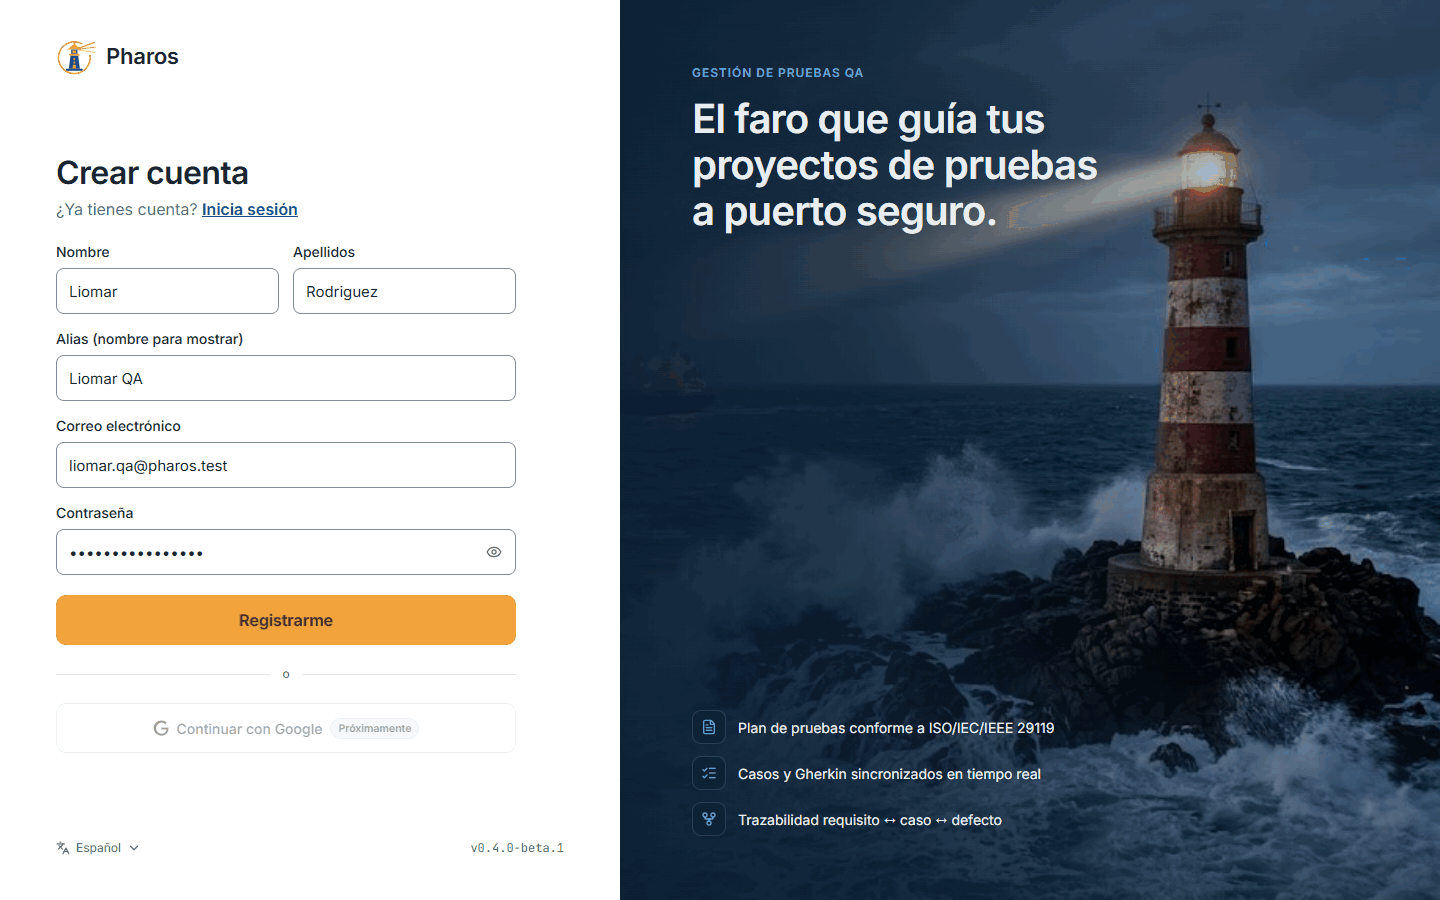 Pharos
Crear cuenta
¿Ya tienes cuenta? Inicia sesión
Nombre
Apellidos
Liomar
Rodriguez
Alias (nombre para mostrar)
Liomar QA
Correo electrónico
liomar.qa@pharos.test
Contraseña
••••••••••••••••
Registrarme
o
Continuar con Google
Próximamente
Español
v0.4.0-beta.1
GESTIÓN DE PRUEBAS QA
El faro que guía tus
proyectos de pruebas
a puerto seguro.
Plan de pruebas conforme a ISO/IEC/IEEE 29119
Casos y Gherkin sincronizados en tiempo real
Trazabilidad requisito ↔ caso ↔ defecto